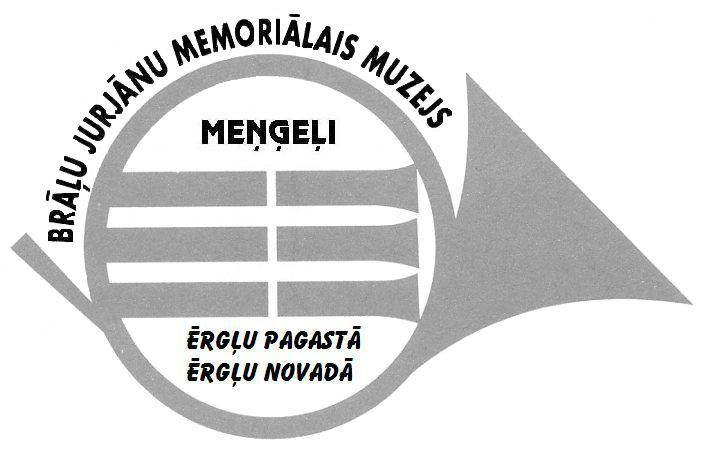 BRĀĻU JURJĀNU MEMORIĀLAIS MUZEJS
MEŅĢEĻI
ĒRGĻU PAGASTĀ
ĒRGĻU NOVADĀ